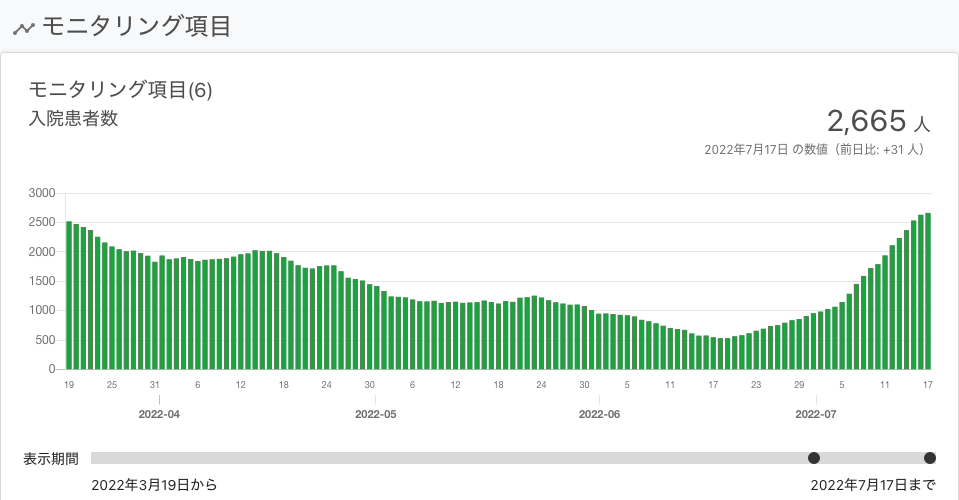 モニタリング項目
モニタリング項目(6)
入院患者数
2,665 人
2022年7月17日 の数値（前日比: +31 人）
3000
2500
2000
1500
1000
500
0
19 25 31 6 12 18 24 30 6 12 18 24 30 5 11 17 23 29 5 11 17
2022-04 2022-05 2022-06 2022-07
表示期間
2022年3月19日から 2022年7月17日まで